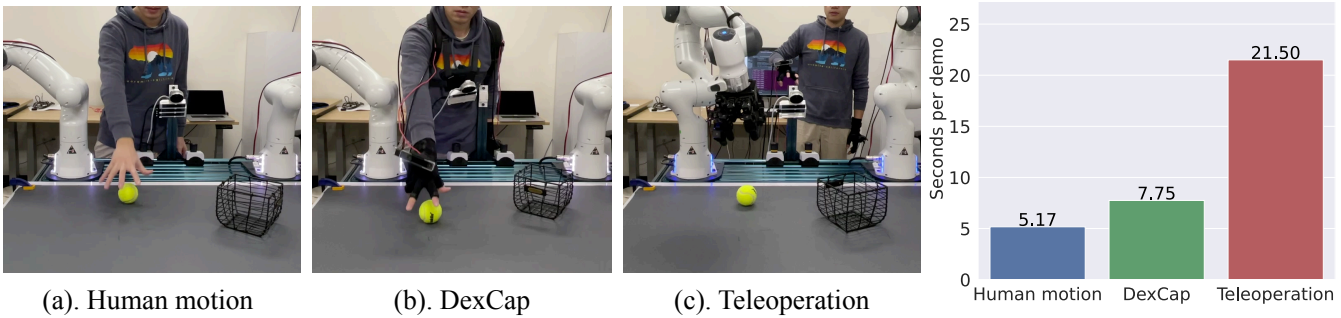 (a). Human motion
(b). DexCap
(c). Teleoperation
Seconds per demo
25
20
15
10
5
0
5.17
7.75
21.50
Human motion
DexCap
Teleoperation